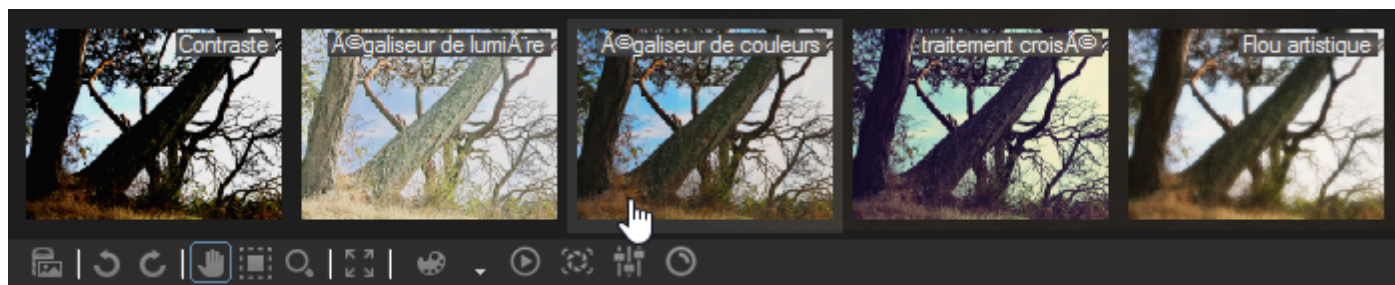 Contraste
Ã©galiseur de lumiÃ¨re
Ã©galiseur de couleurs
traitement croisÃ©
Flou artistique